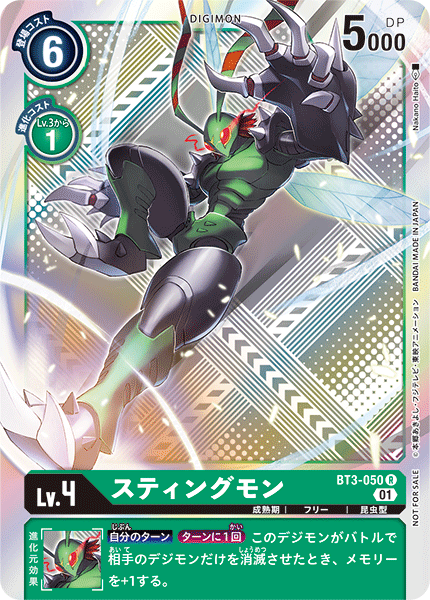 登場コスト
6
DIGIMON
5000
DP
進化コスト
Lv.3から
1
Nakano Haito
©本郷あきよし・フジテレビ・東映アニメーション
BANDAI MADE IN JAPAN
NOT FOR SALE
BT3-050 R
01
Lv.4
スティングモン
成熟期 | フリー | 昆虫型
進化元効果
自分のターン ターンに1回 このデジモンがバトルで
相手のデジモンだけを消滅させたとき、メモリー
を+1する。